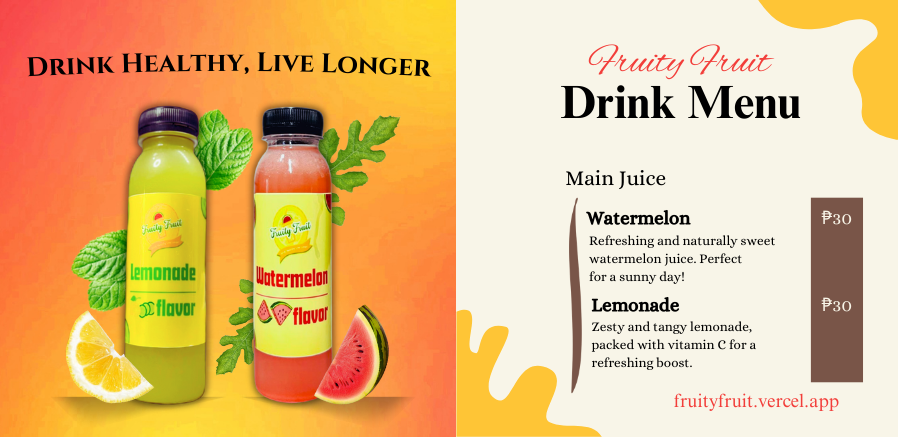 Drink Healthy, Live Longer
Fruity Fruit
Lemonade
flavor
Fruity Fruit
Watermelon
flavor
Fruity Fruit
Drink Menu
Main Juice
Watermelon
₱30
Refreshing and naturally sweet
watermelon juice. Perfect
for a sunny day!
Lemonade
₱30
Zesty and tangy lemonade,
packed with vitamin C for a
refreshing boost.
fruityfruit.vercel.app